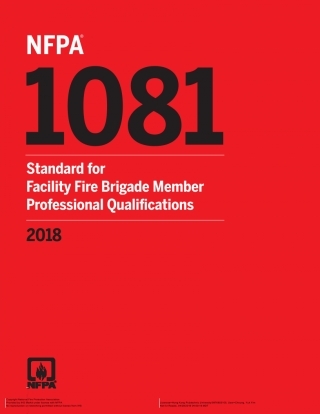 NFPA®
1081
Standard for
Facility Fire Brigade Member
Professional Qualifications
2018
NFPA®